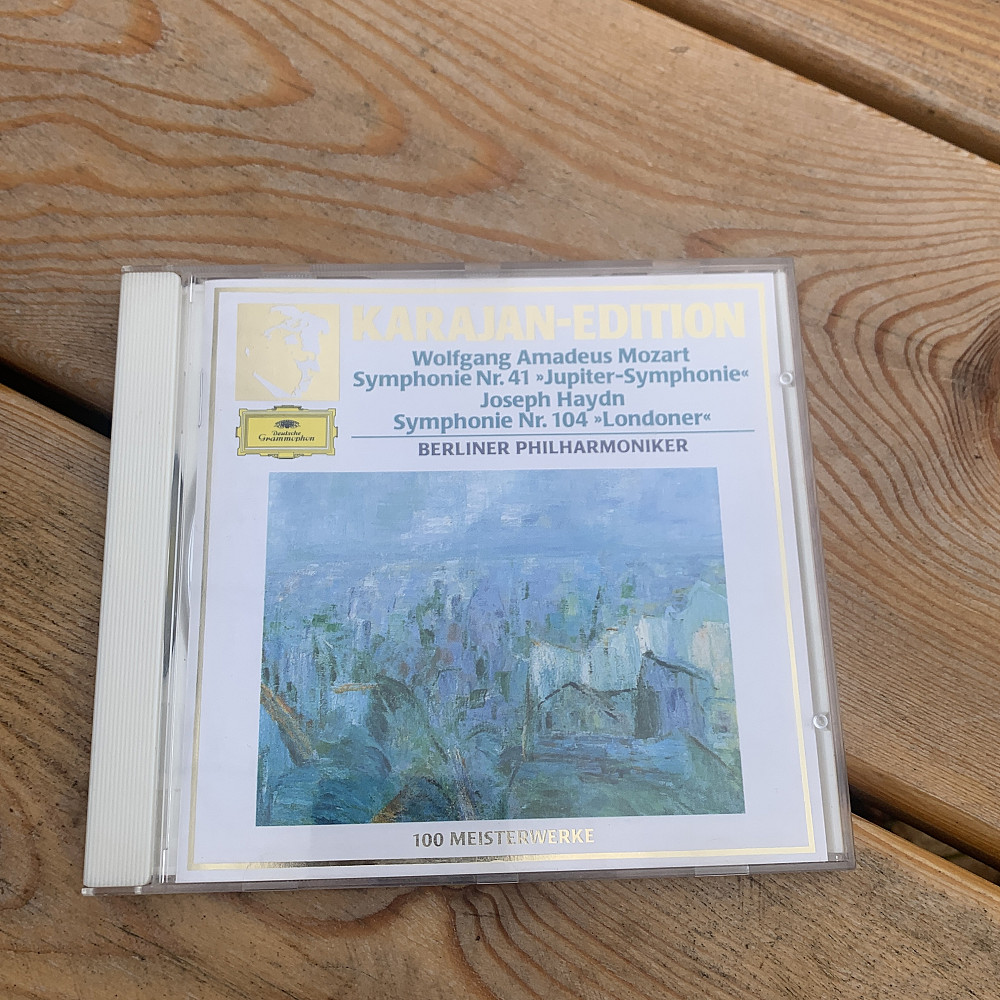 KARAJAN-EDITION
Wolfgang Amadeus Mozart
Symphonie Nr. 41 »Jupiter-Symphonie«
Joseph Haydn
Symphonie Nr. 104 »Londoner«
Deutsche
Grammophon
BERLINER PHILHARMONIKER
100 MEISTERWERKE